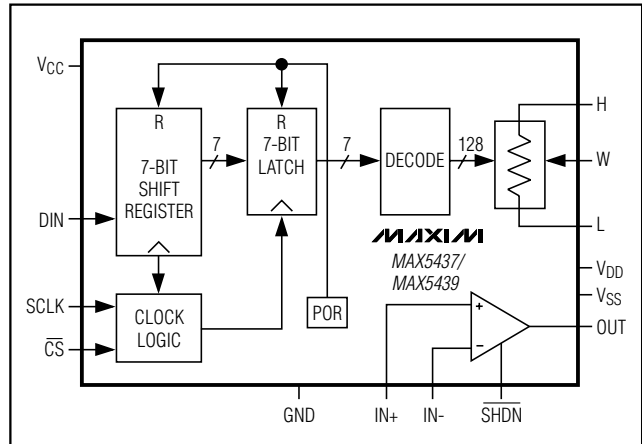 VCC
R
7-BIT
SHIFT
REGISTER
7
R
7-BIT
LATCH
7
DECODE
128
H
W
L
DIN
MAXIM
MAX5437/
MAX5439
VDD
VSS
SCLK
CS
CLOCK
LOGIC
POR
+
−
OUT
GND
IN+
IN-
SHDN